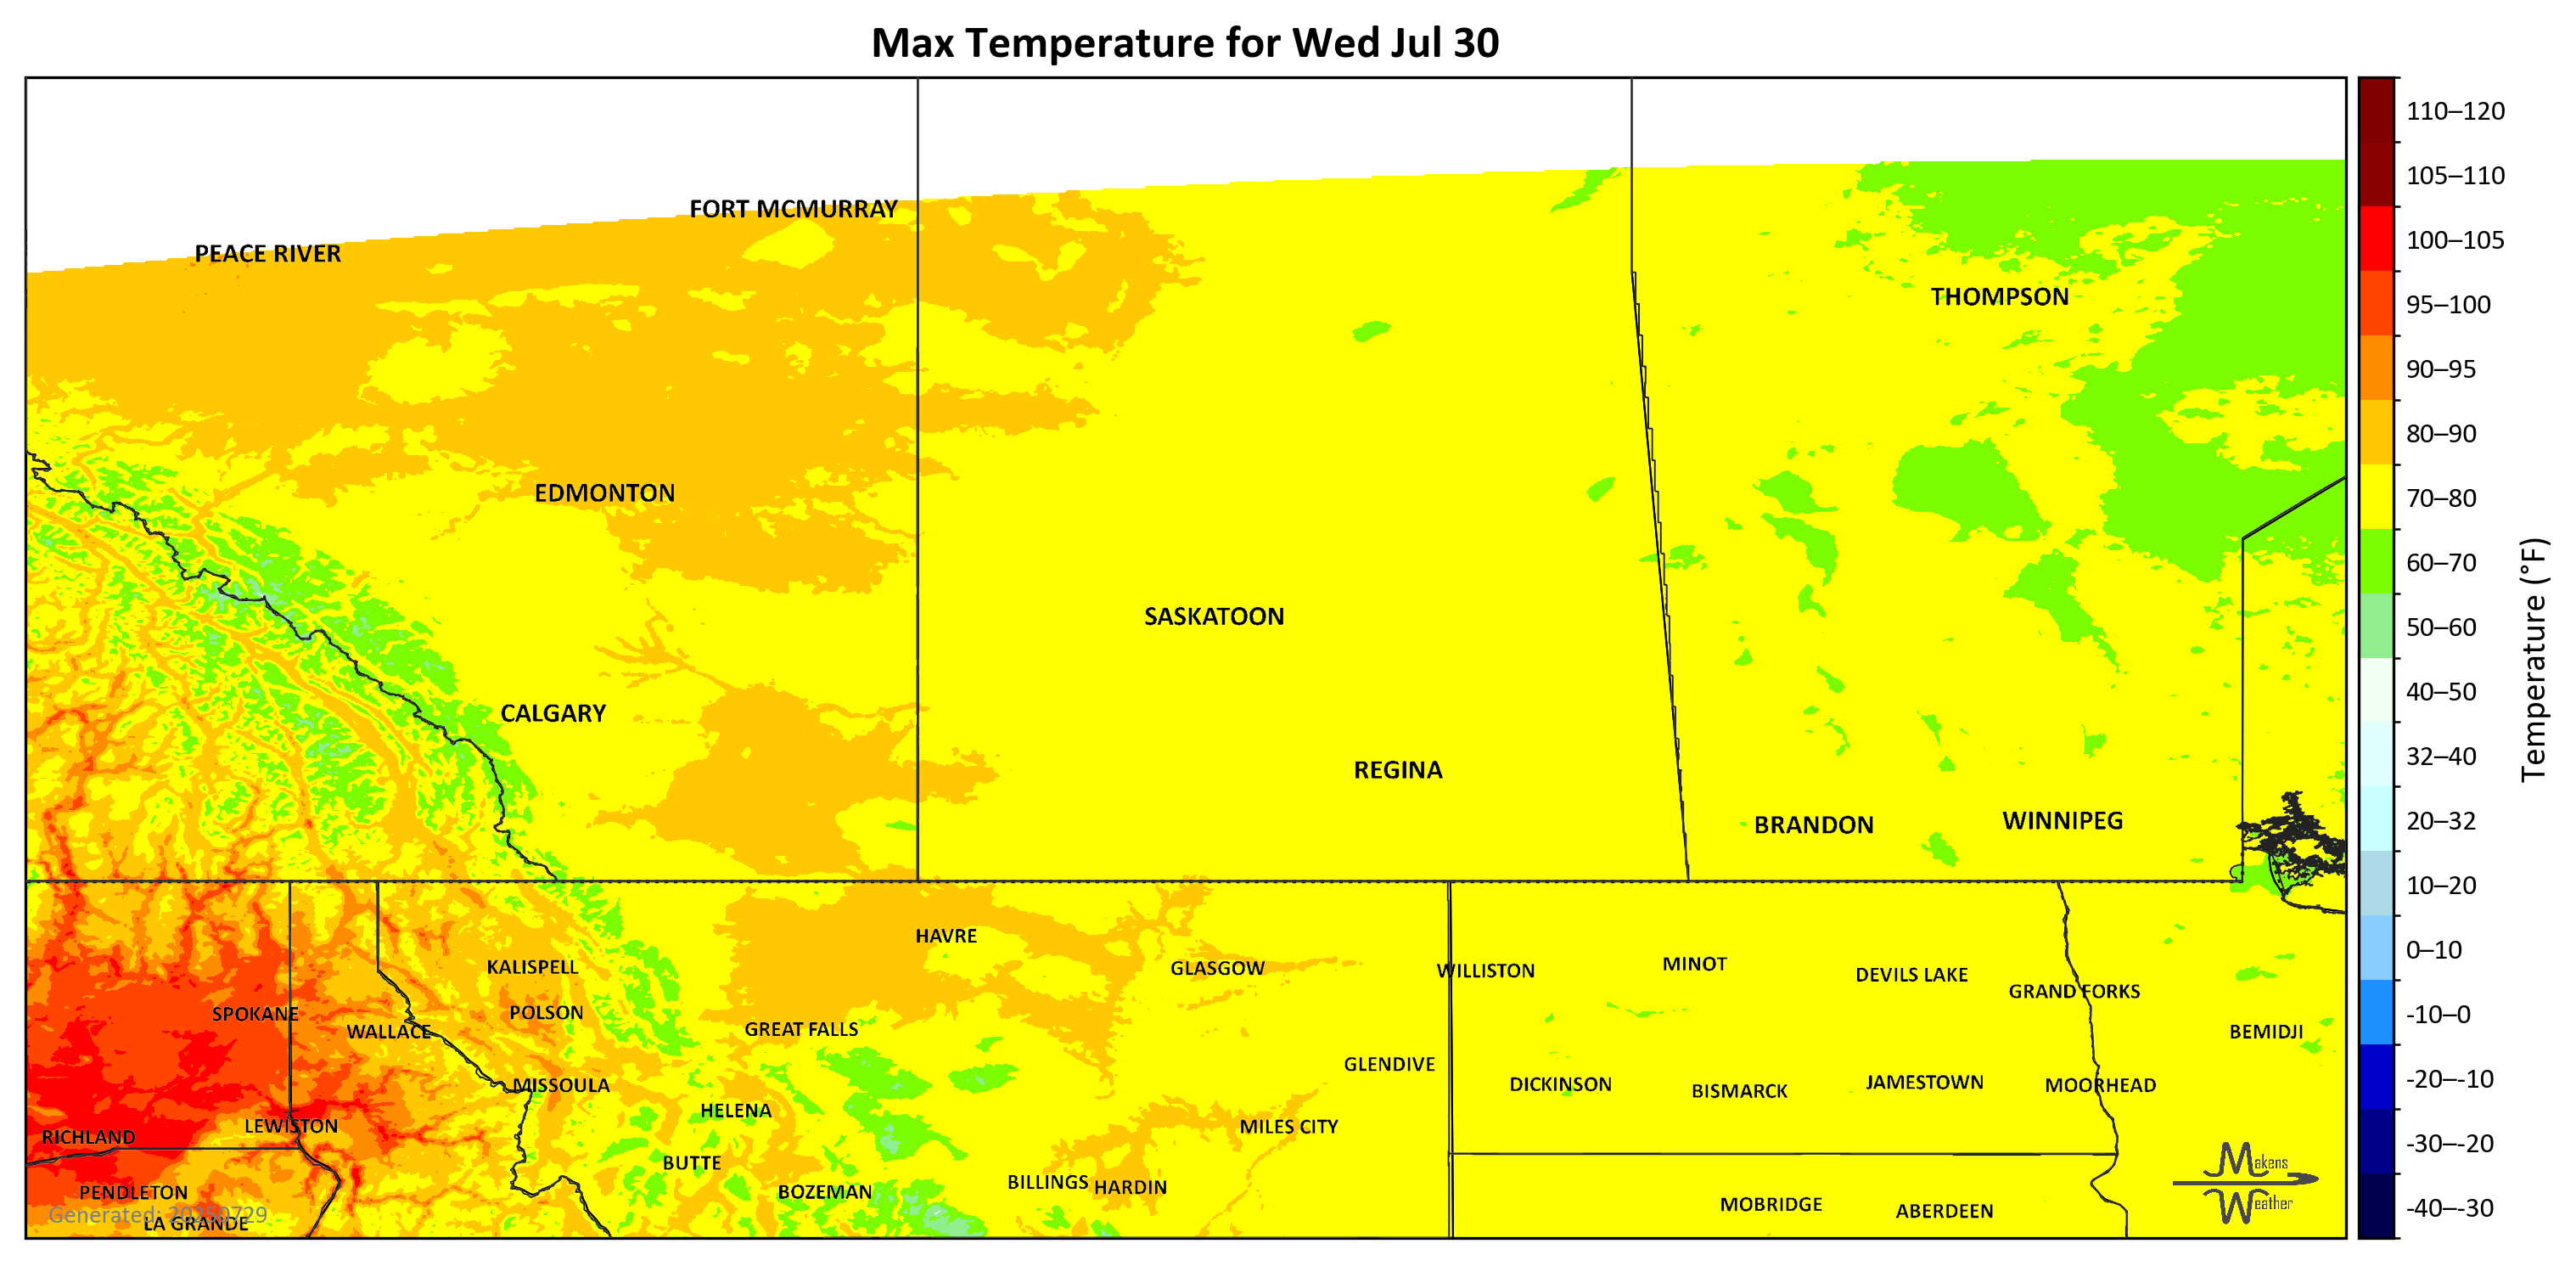 Max Temperature for Wed Jul 30
FORT MCMURRAY
PEACE RIVER
THOMPSON
EDMONTON
SASKATOON
CALGARY
REGINA
BRANDON
WINNIPEG
HAVRE
KALISPELL
GLASGOW
WILLISTON
MINOT
DEVILS LAKE
GRAND FORKS
SPOKANE
POLSON
WALLACE
GREAT FALLS
BEMIDJI
GLENDIVE
MISSOULA
DICKINSON
BISMARCK
JAMESTOWN
MOORHEAD
HELENA
LEWISTON
MILES CITY
RICHLAND
BUTTE
BILLINGS
HARDIN
PENDLETON
BOZEMAN
MOBRIDGE
ABERDEEN
Generated: 20250729
LA GRANDE
Makens
Weather
110–120
105–110
100–105
95–100
90–95
80–90
70–80
60–70
50–60
40–50
32–40
20–32
10–20
0–10
-10–0
-20–-10
-30–-20
-40–-30
Temperature (°F)